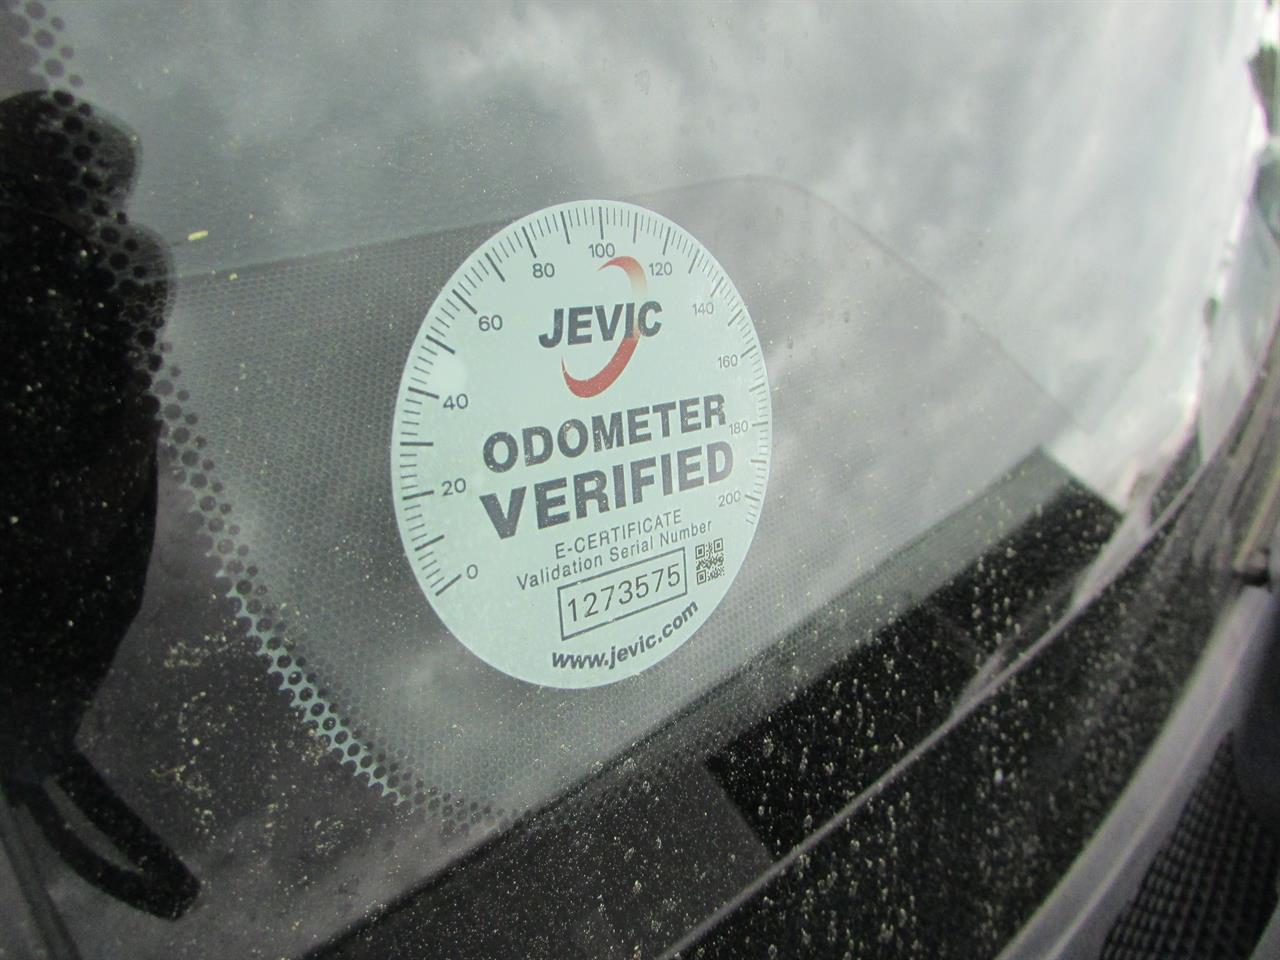 0 20 40 60 80 100 120 140 160 180 200
JEVIC
ODOMETER
VERIFIED
E-CERTIFICATE
Validation Serial Number
1273575
www.jevic.com